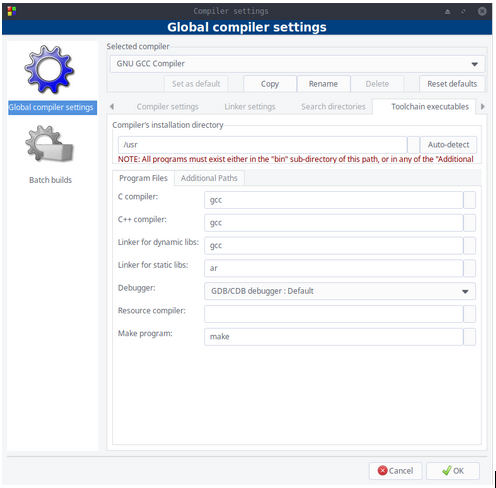 Compiler settings
Global compiler settings
Selected compiler
GNU GCC Compiler
Set as default
Copy
Rename
Delete
Reset defaults
Global compiler settings
Batch builds
Compiler settings
Linker settings
Search directories
Toolchain executables
Compiler's installation directory
/usr
Auto-detect
NOTE: All programs must exist either in the "bin" sub-directory of this path, or in any of the "Additional
Program Files
Additional Paths
C compiler:
gcc
C++ compiler:
gcc
Linker for dynamic libs:
gcc
Linker for static libs:
ar
Debugger:
GDB/CDB debugger : Default
Resource compiler:
Make program:
make
Cancel
OK